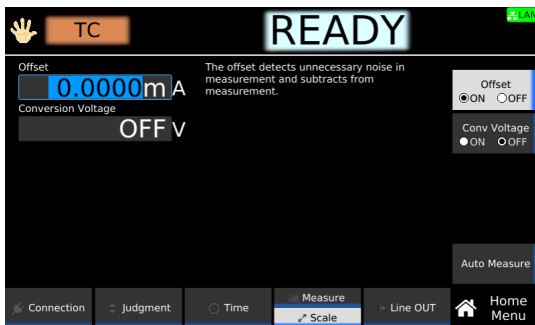 TC
READY
LAN
Offset
0.0000m A
The offset detects unnecessary noise in
measurement and subtracts from
measurement.
Conversion Voltage
OFF V
Offset
ON OFF
Conv Voltage
ON OFF
Auto Measure
Connection
Judgment
Time
Measure
Scale
Line OUT
Home
Menu